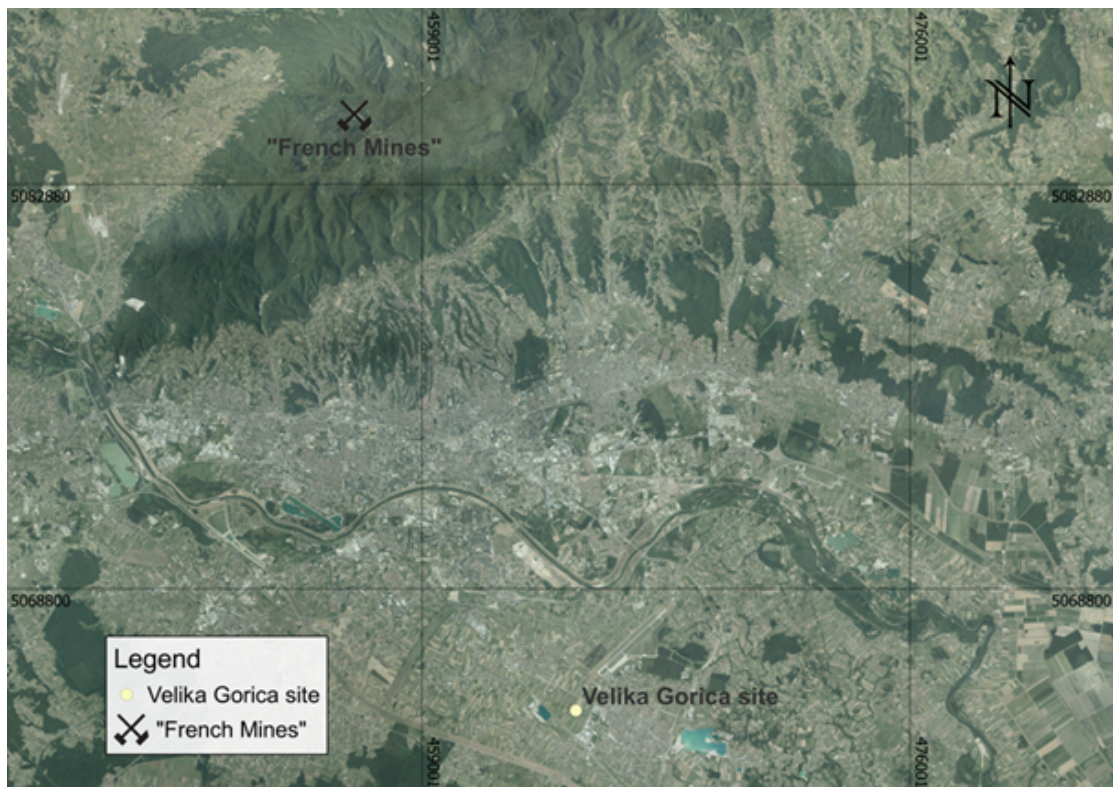 459001
476001
N
"French Mines"
5082880
5082880
5068800
5068800
Legend
Velika Gorica site
"French Mines"
Velika Gorica site
459001
476001